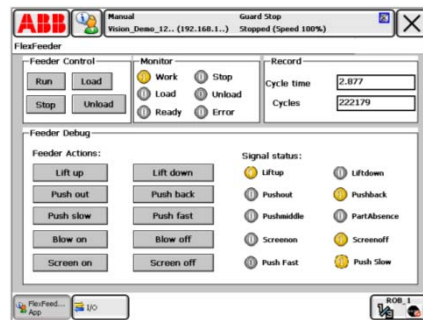 ABB
Manual
Vision_Demo_12.. (192.168.1..)
Guard Stop
Stopped (Speed 100%)
FlexFeeder
Feeder Control
Run
Load
Stop
Unload
Monitor
Work
Stop
Load
Unload
Ready
Error
Record
Cycle time
2.877
Cycles
222179
Feeder Debug
Feeder Actions:
Lift up
Lift down
Push out
Push back
Push slow
Push fast
Blow on
Blow off
Screen on
Screen off
Signal status:
Liftup
Liftdown
Pushout
Pushback
Pushmiddle
PartAbsence
Screenon
Screenoff
Push Fast
Push Slow
FlexFeed...
App
I/O
ROB_1